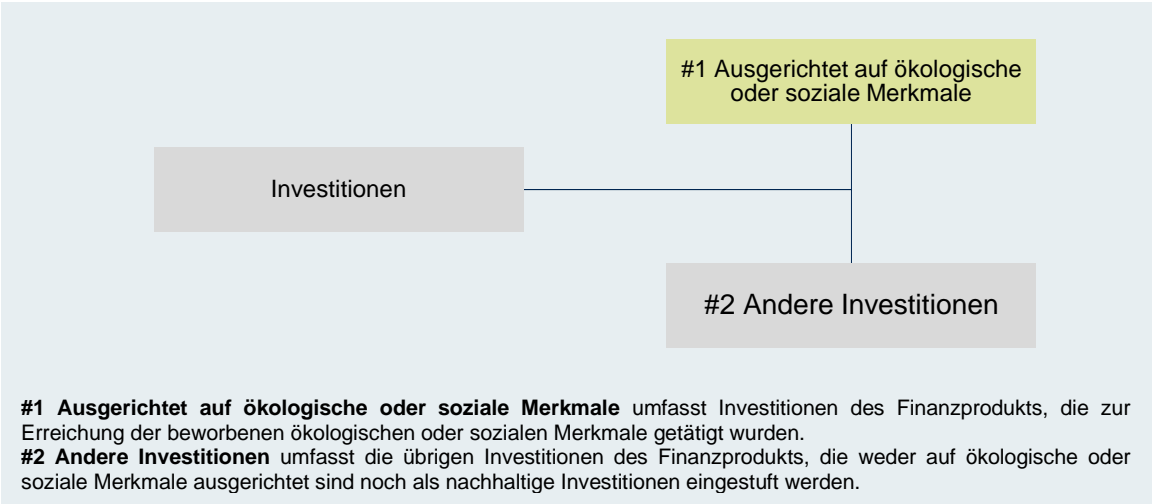 #1 Ausgerichtet auf ökologische
oder soziale Merkmale
Investitionen
#2 Andere Investitionen
#1 Ausgerichtet auf ökologische oder soziale Merkmale umfasst Investitionen des Finanzprodukts, die zur
Erreichung der beworbenen ökologischen oder sozialen Merkmale getätigt wurden.
#2 Andere Investitionen umfasst die übrigen Investitionen des Finanzprodukts, die weder auf ökologische oder
soziale Merkmale ausgerichtet sind noch als nachhaltige Investitionen eingestuft werden.